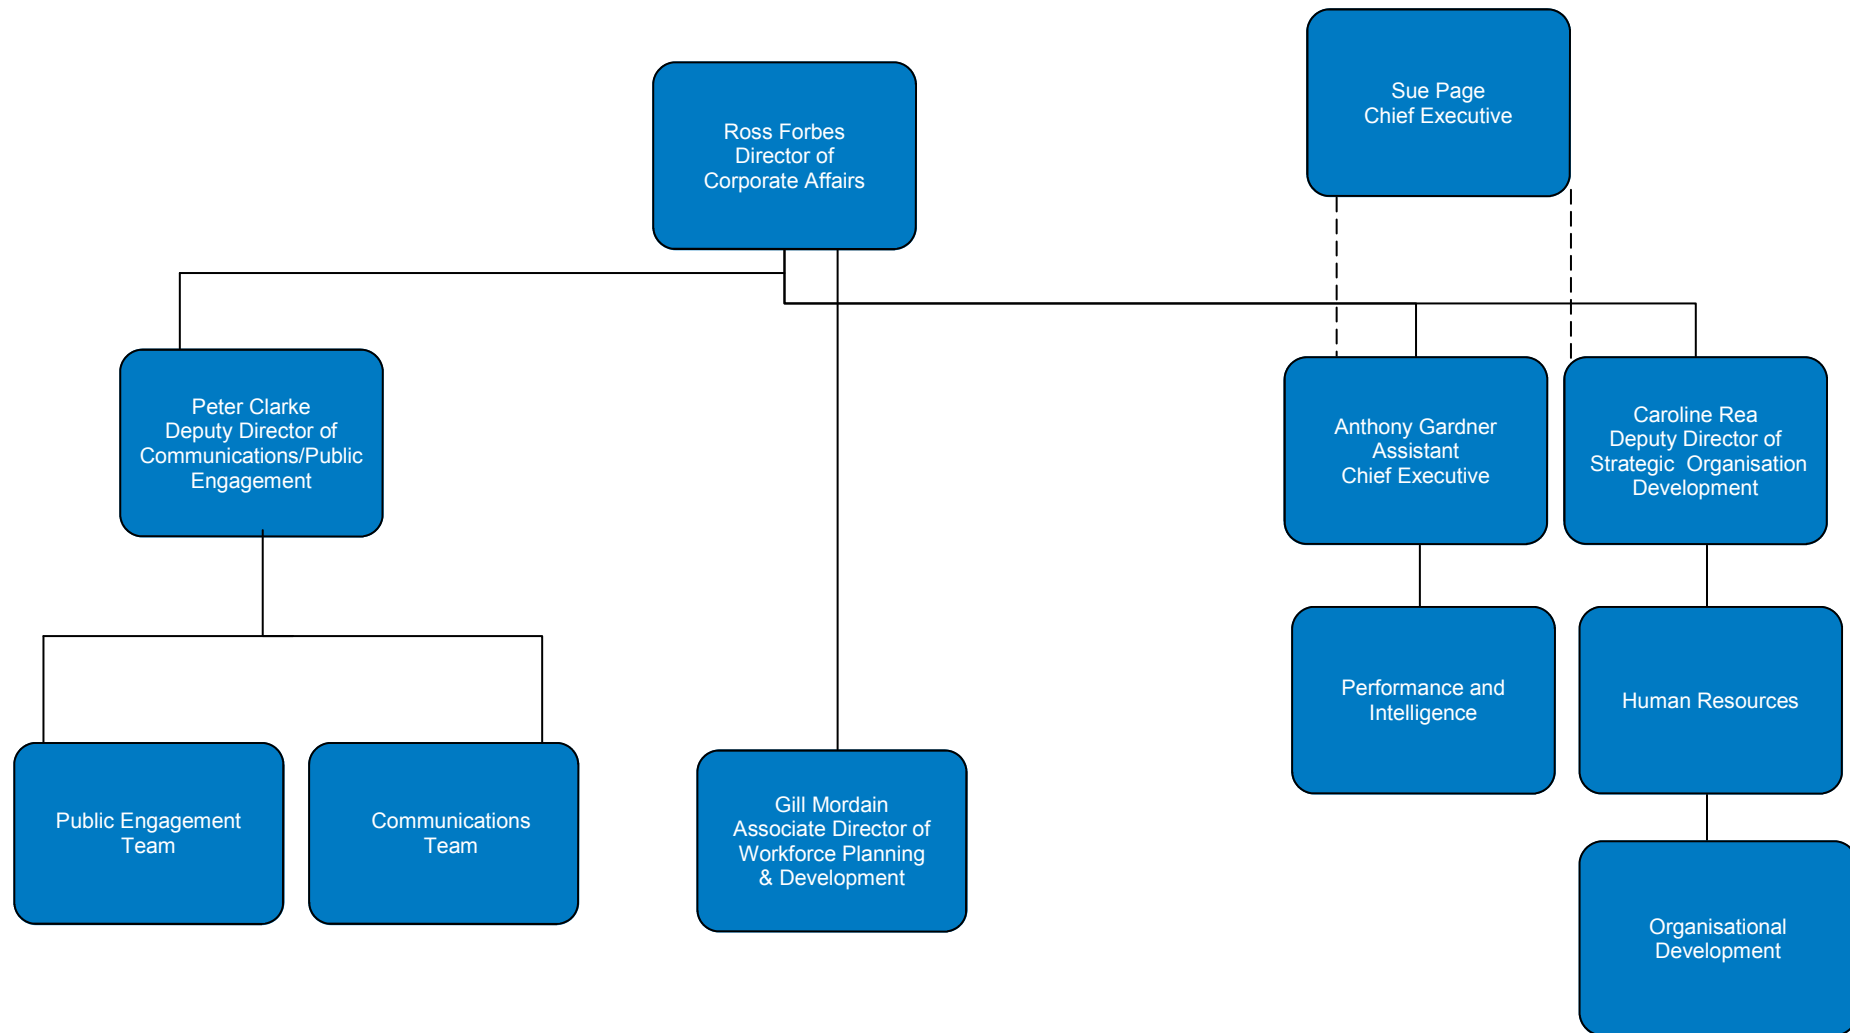 Sue Page
Chief Executive
Ross Forbes
Director of
Corporate Affairs
Peter Clarke
Deputy Director of
Communications/Public
Engagement
Anthony Gardner
Assistant
Chief Executive
Caroline Rea
Deputy Director of
Strategic  Organisation
Development
Performance and
Intelligence
Human Resources
Public Engagement
Team
Communications
Team
Gill Mordain
Associate Director of
Workforce Planning
& Development
Organisational
Development